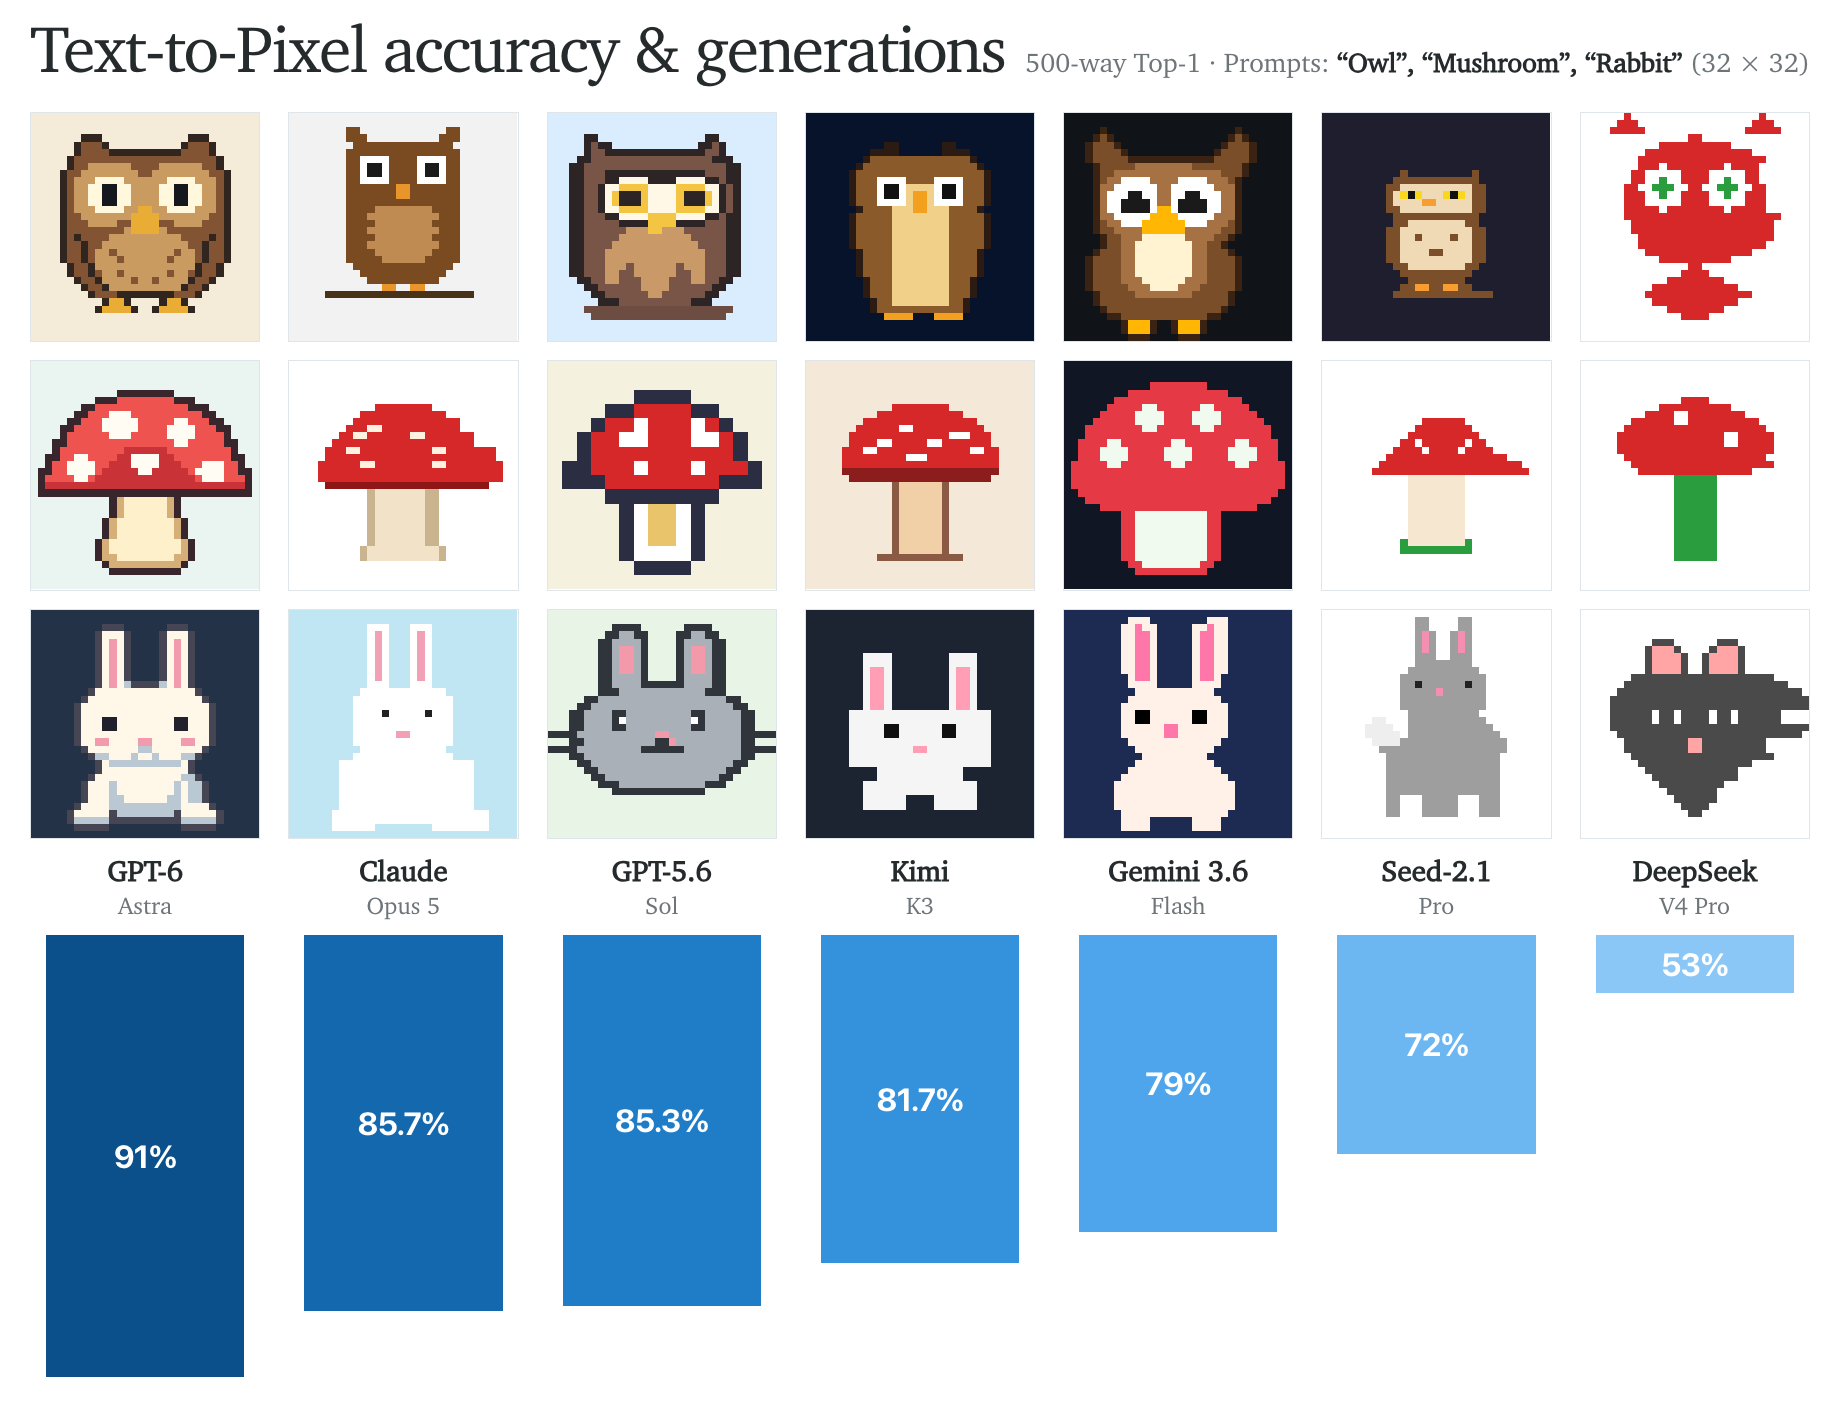 Text-to-Pixel accuracy & generations 500-way Top-1 · Prompts: “Owl”, “Mushroom”, “Rabbit” (32 × 32)
GPT-6 Claude GPT-5.6 Kimi Gemini 3.6 Seed-2.1 DeepSeek
Astra Opus 5 Sol K3 Flash Pro V4 Pro
91% 85.7% 85.3% 81.7% 79% 72% 53%